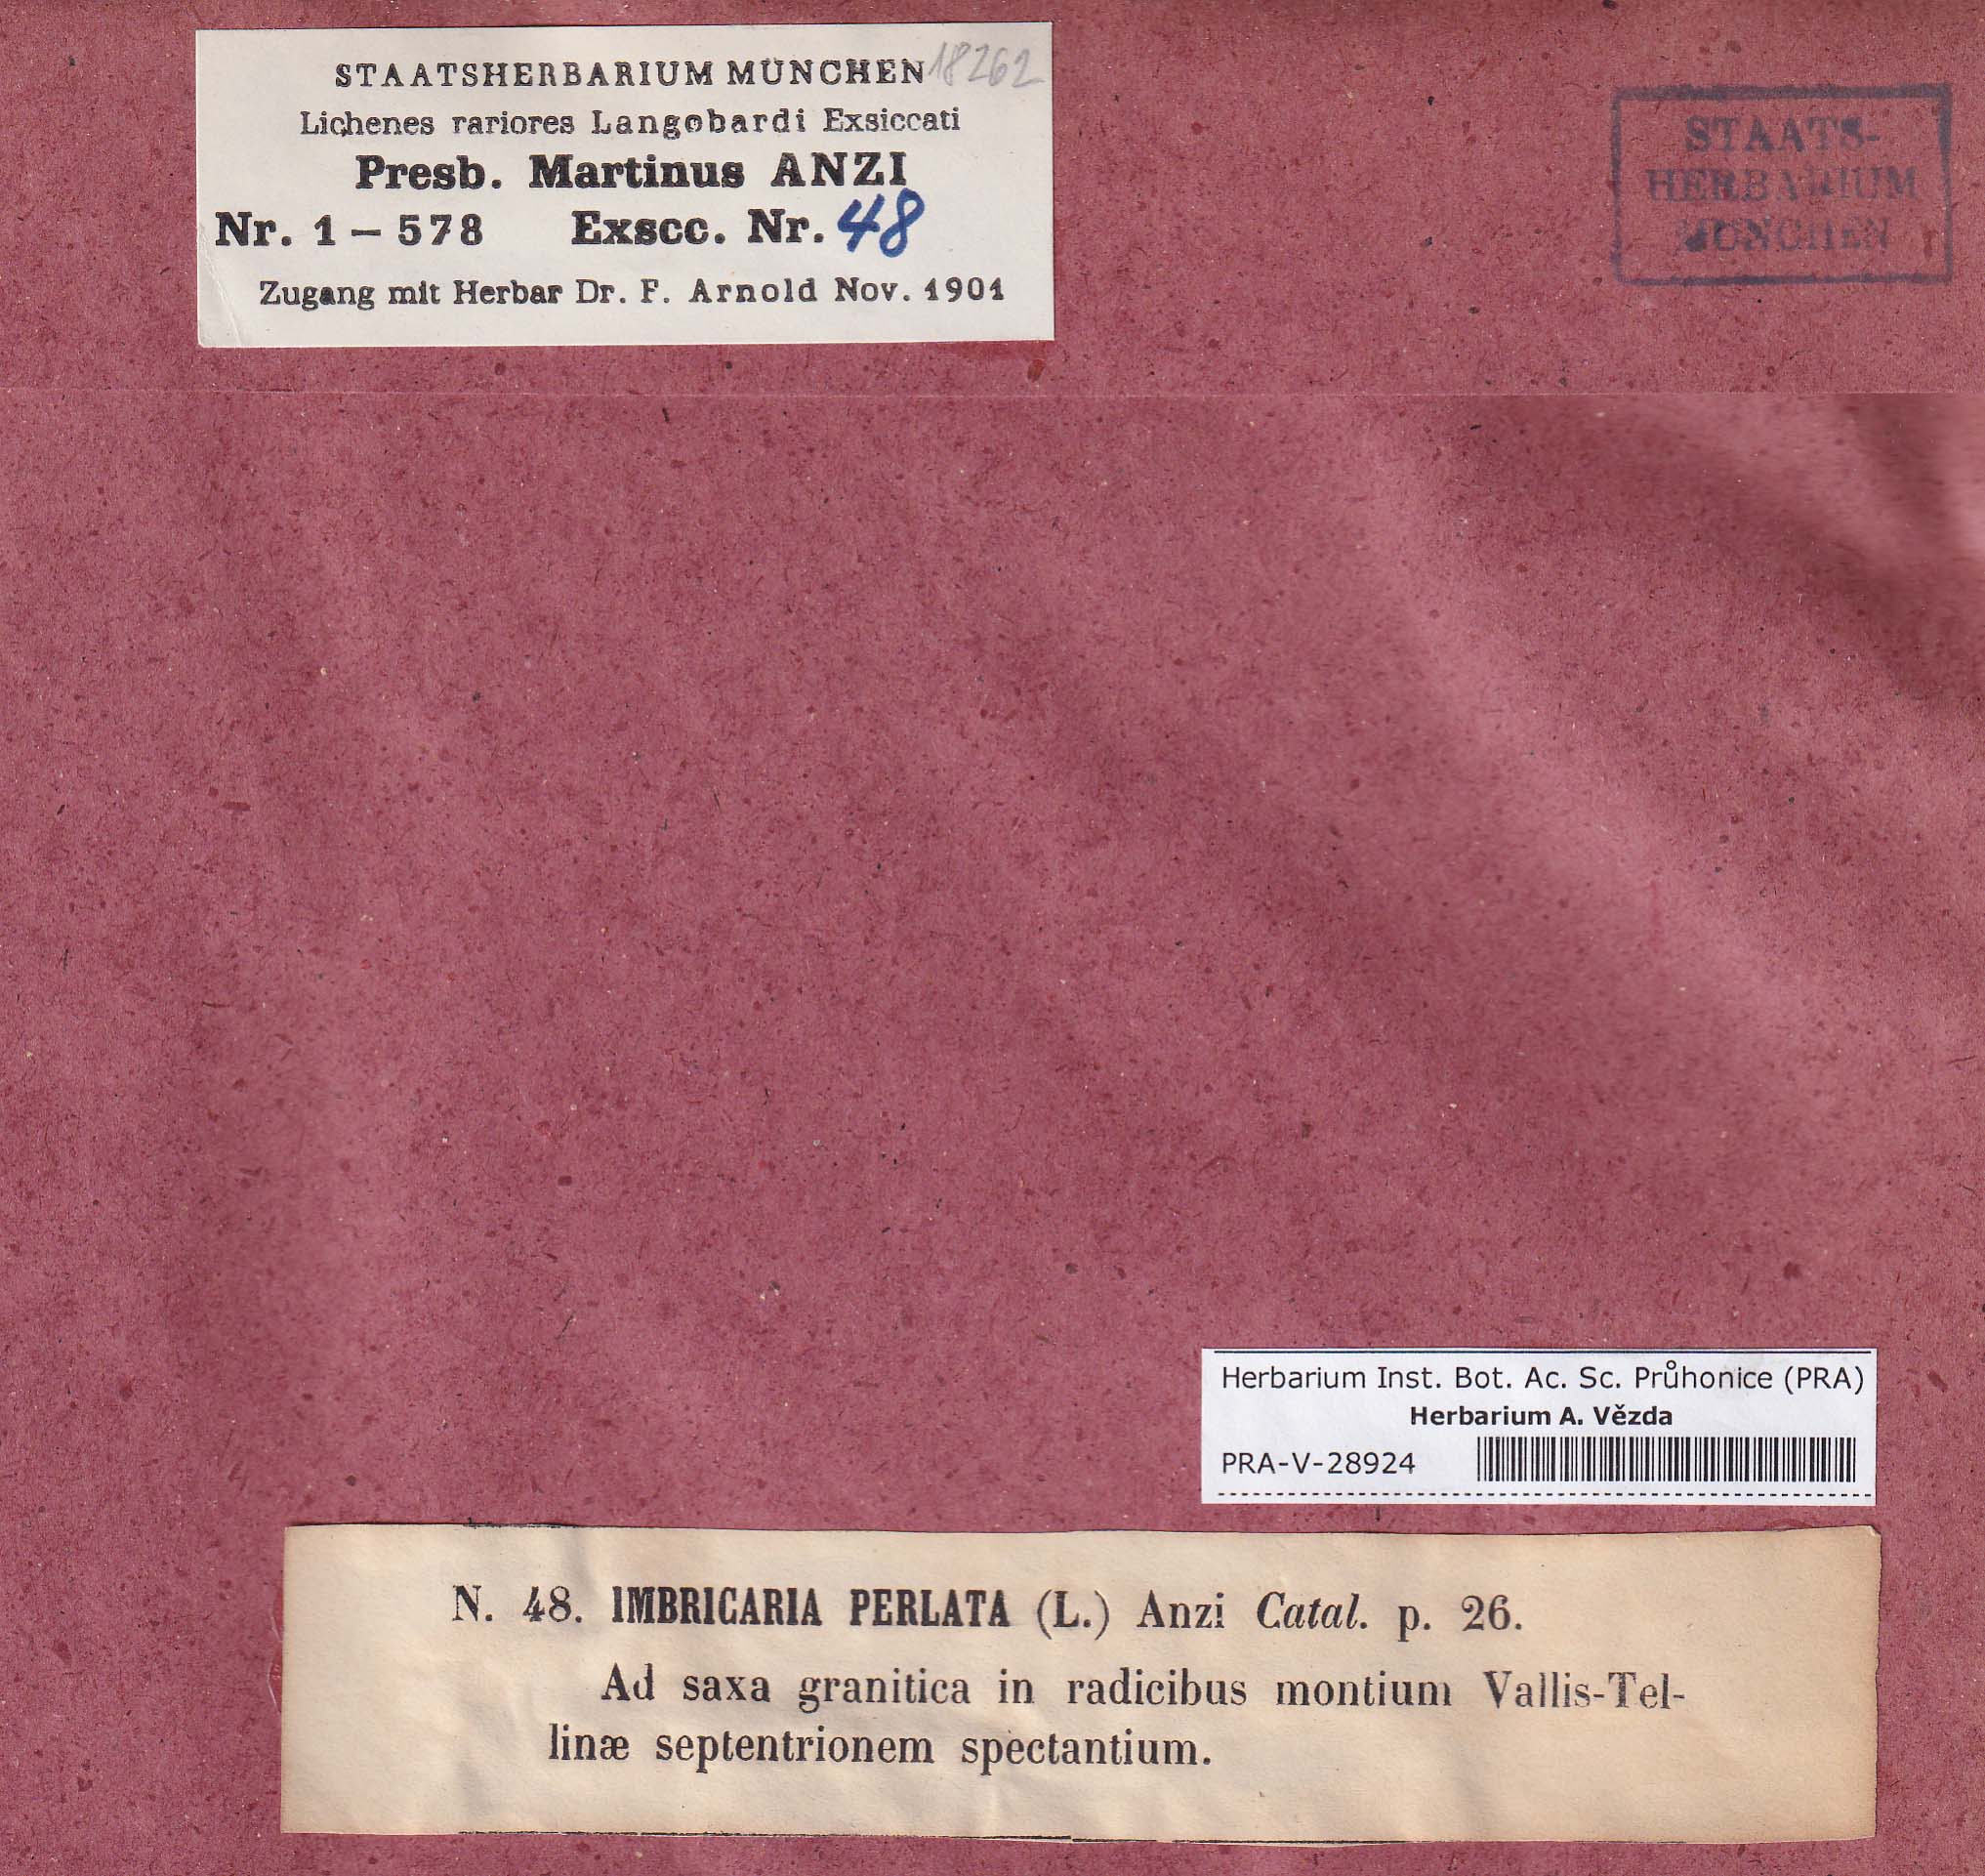 STAATSHERBARIUM MÜNCHEN 18262
Lichenes rariores Langobardi Exsiccati
Presb. Martinus ANZI
Nr. 1 – 578 Exscc. Nr. 48
Zugang mit Herbar Dr. F. Arnold Nov. 1901
STAATS-
HERBARIUM
MÜNCHEN
Herbarium Inst. Bot. Ac. Sc. Průhonice (PRA)
Herbarium A. Vězda
PRA-V-28924
N. 48. IMBRICARIA PERLATA (L.) Anzi Catal. p. 26.
Ad saxa granitica in radicibus montium Vallis-Tel-
linæ septentrionem spectantium.